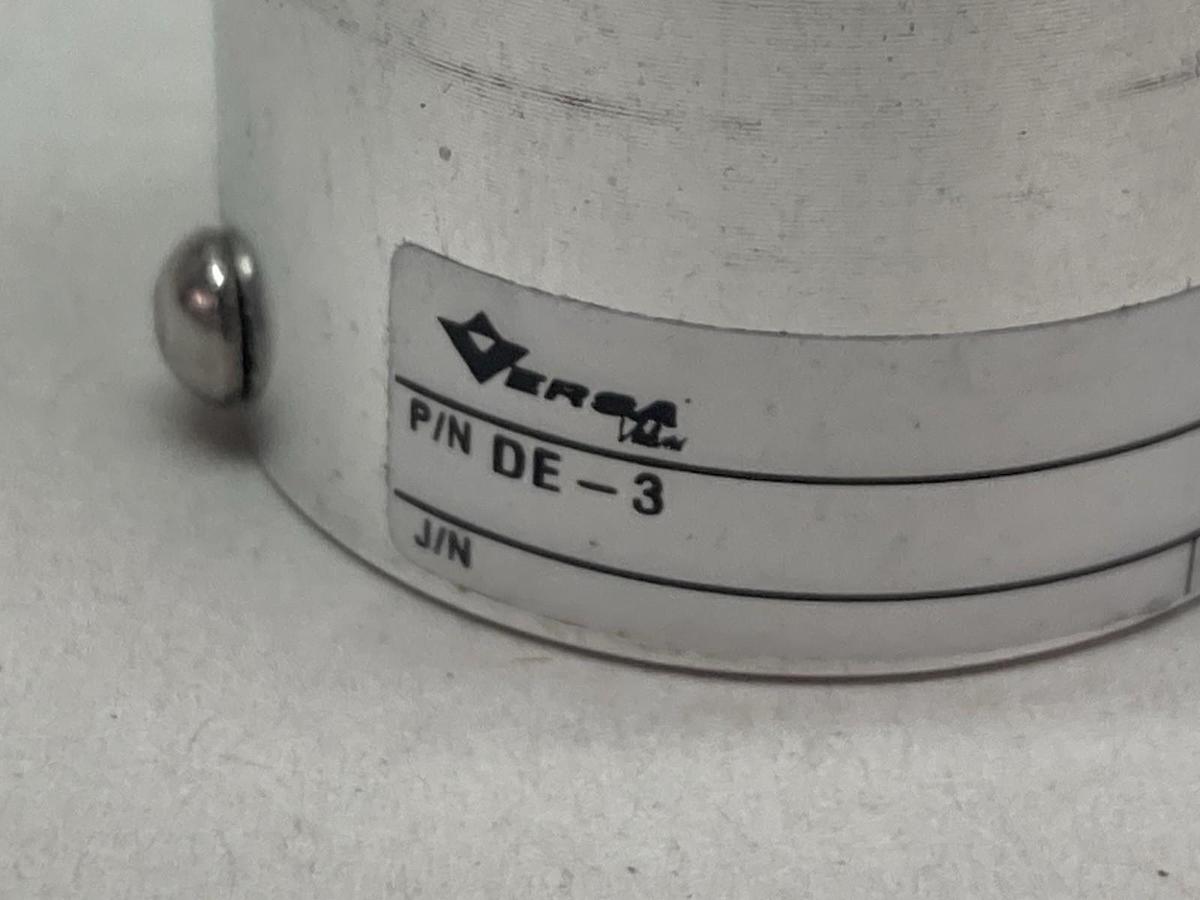 VERSA
P/N DE - 3
J/N